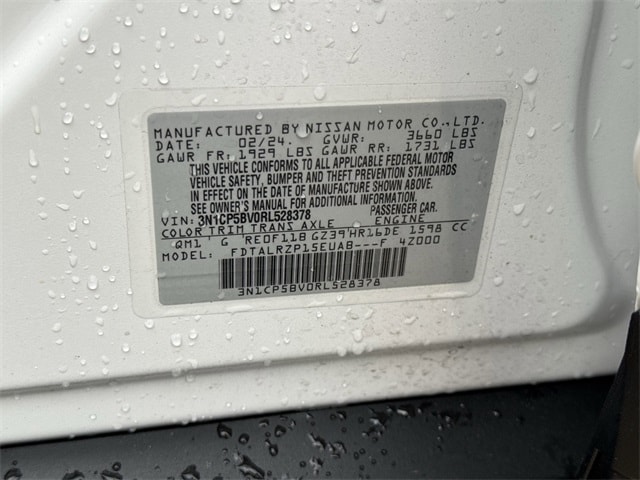 MANUFACTURED BY NISSAN MOTOR CO.,LTD.
DATE: 02/24. GVWR: 3660 LBS
GAWR FR: 1929 LBS GAWR RR: 1731 LBS
THIS VEHICLE CONFORMS TO ALL APPLICABLE FEDERAL MOTOR
VEHICLE SAFETY, BUMPER AND THEFT PREVENTION STANDARDS
IN EFFECT ON THE DATE OF MANUFACTURE SHOWN ABOVE.
SEE OWNER'S MANUAL FOR ADDITIONAL INFORMATION.
VIN: 3N1CP5BV0RL528378 PASSENGER CAR.
COLOR TRIM TRANS AXLE ENGINE
QM1 G RE0F11B GZ39 HR16DE 1598 CC
MODEL: FDTALRZP15EUAB---F 4Z000
3N1CP5BV0RL528378